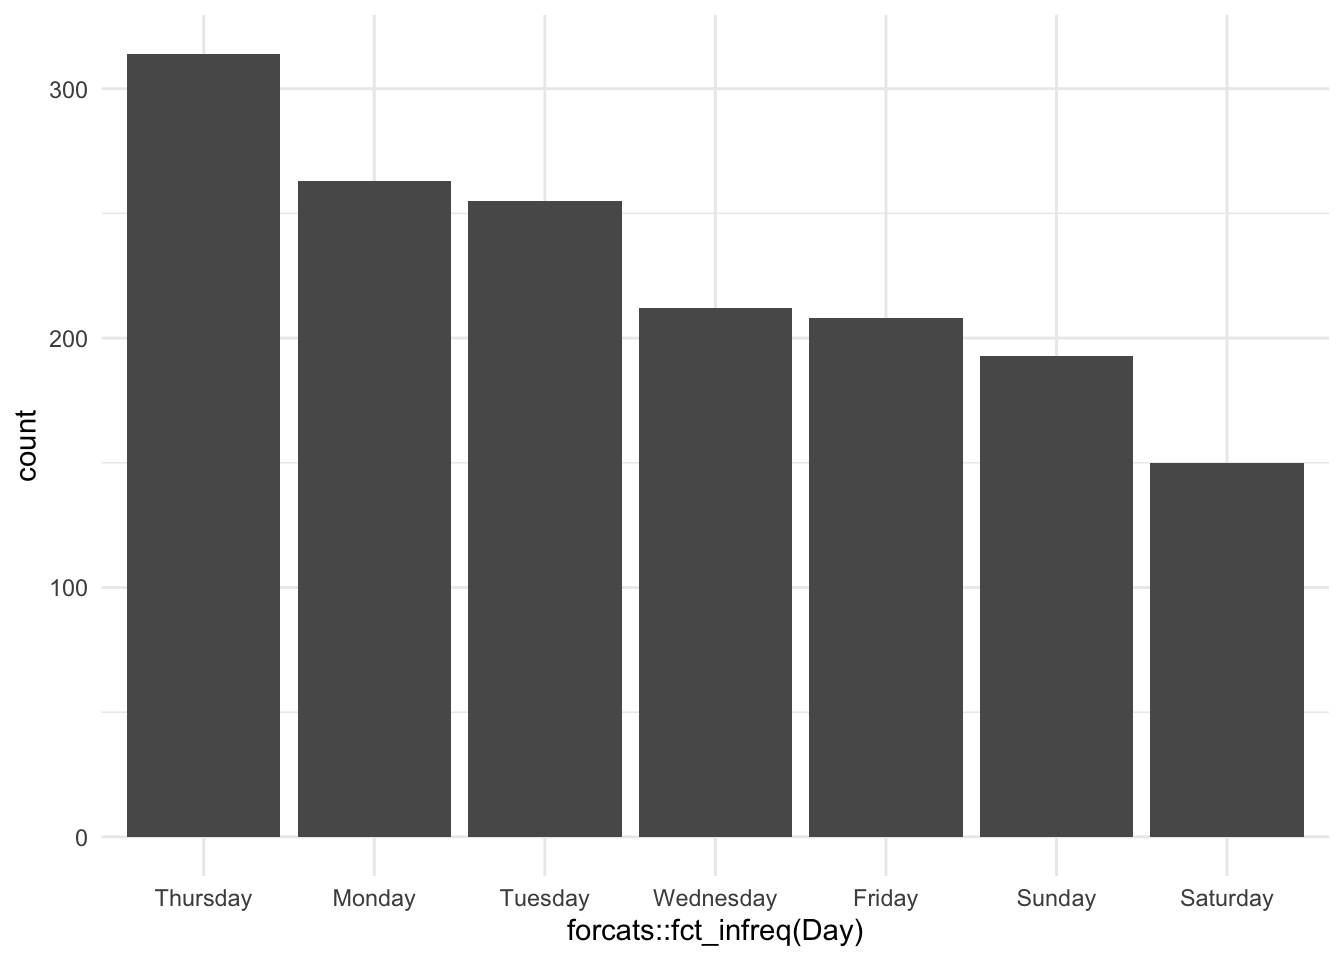 300
200
100
0
count
Thursday Monday Tuesday Wednesday Friday Sunday Saturday
forcats::fct_infreq(Day)